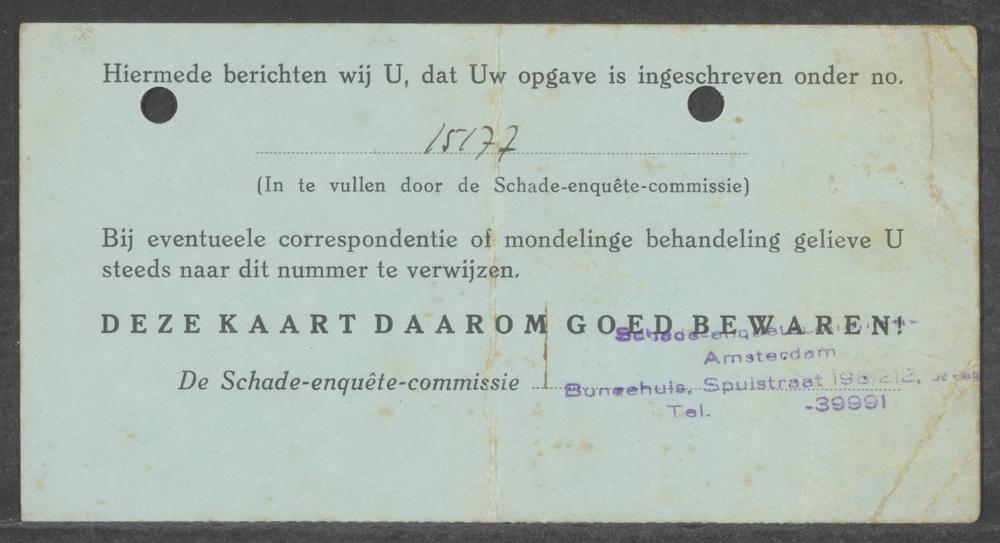 Hiermede berichten wij U, dat Uw opgave is ingeschreven onder no.
15177
(In te vullen door de Schade-enquête-commissie)
Bij eventueele correspondentie of mondelinge behandeling gelieve U
steeds naar dit nummer te verwijzen.
DEZE KAART DAAROM GOED BEWAREN!
Amsterdam
De Schade-enquête-commissie
Bungehuis, Spuistraat
Tel. -39991